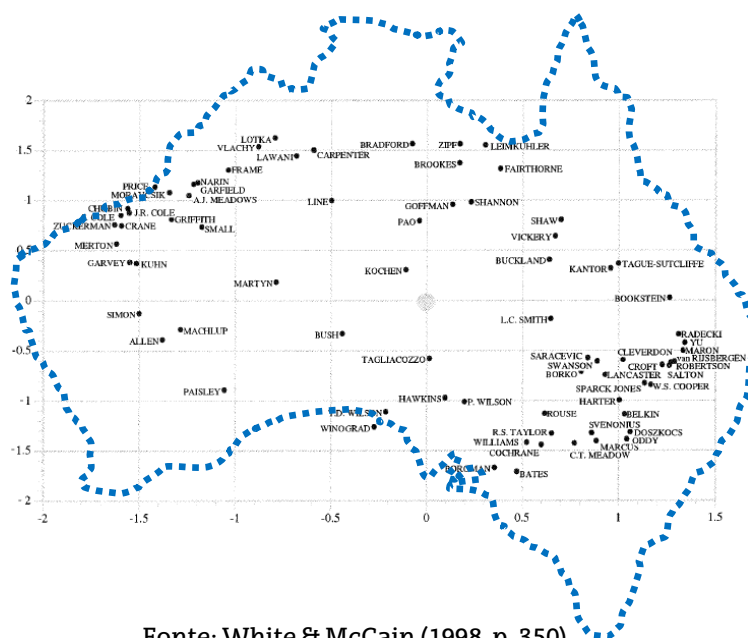 2
1.5
1
0.5
0
-0.5
-1
-1.5
-2
-2 -1.5 -1 -0.5 0 0.5 1 1.5
LOTKA
VLACHY
LAWANI
CARPENTER
BRADFORD
ZIPF
LEIMKUHLER
FRAME
BROOKES
FAIRTHORNE
PRICE
NARIN
MORAVCSIK
GARFIELD
A.J. MEADOWS
LINE
GOFFMAN
SHANNON
CHUBIN
J.R. COLE
COLE
GRIFFITH
ZUCKERMAN
CRANE
SMALL
PAO
SHAW
VICKERY
MERTON
GARVEY
KUHN
MARTYN
KOCHEN
BUCKLAND
KANTOR
TAGUE-SUTCLIFFE
BOOKSTEIN
SIMON
MACHLUP
ALLEN
BUSH
L.C. SMITH
RADECKI
YU
MARON
van RIJSBERGEN
TAGLIACOZZO
SARACEVIC
CLEVERDON
SWANSON
CROFT
ROBERTSON
BORKO
LANCASTER
SALTON
SPARCK JONES
W.S. COOPER
PAISLEY
HAWKINS
P. WILSON
HARTER
T.D. WILSON
WINOGRAD
ROUSE
BELKIN
SVENONIUS
R.S. TAYLOR
DOSZKOCS
WILLIAMS
ODDY
COCHRANE
MARCUS
C.T. MEADOW
BORGMAN
BATES
Fonte: White & McCain (1998, p. 350)